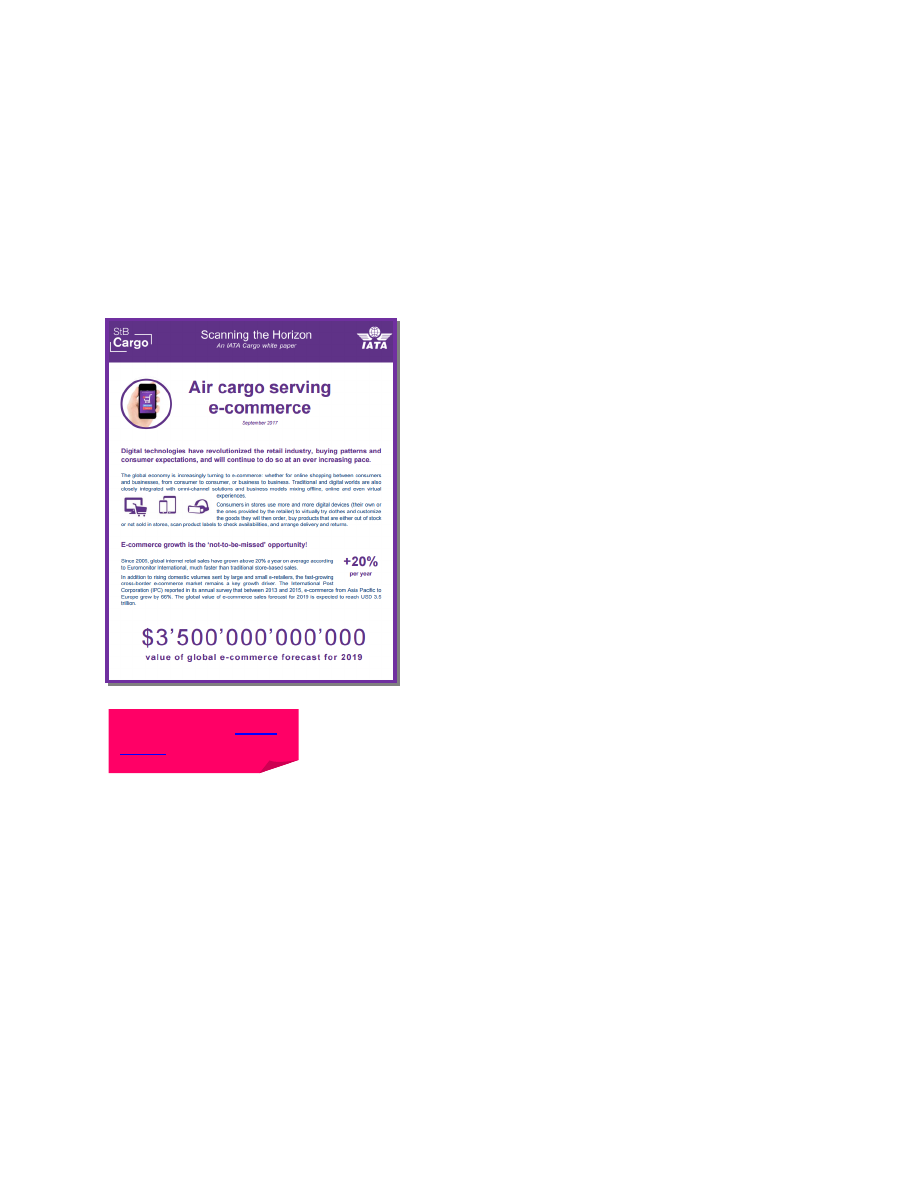 StB
Cargo
Scanning the Horizon
An IATA Cargo white paper
IATA
Air cargo serving
e-commerce
September 2017
Digital technologies have revolutionized the retail industry, buying patterns and
consumer expectations, and will continue to do so at an ever increasing pace.
The global economy is increasingly turning to e-commerce: whether for online shopping between consumers
and businesses, from consumer to consumer, or business to business. Traditional and digital worlds are also
closely integrated with omni-channel solutions and business models mixing offline, online and even virtual
experiences.
Consumers in stores use more and more digital devices (their own or
the ones provided by the retailer) to virtually try clothes and customize
the goods they will then order, buy products that are either out of stock
or not sold in stores, scan product labels to check availabilities, and arrange delivery and returns.
E-commerce growth is the 'not-to-be-missed' opportunity!
Since 2005, global internet retail sales have grown above 20% a year on average according
to Euromonitor International, much faster than traditional store-based sales.
+20%
per year
In addition to rising domestic volumes sent by large and small e-retailers, the fast-growing
cross-border e-commerce market remains a key growth driver. The International Post
Corporation (IPC) reported in its annual survey that between 2013 and 2015, e-commerce from Asia Pacific to
Europe grew by 66%. The global value of e-commerce sales forecast for 2019 is expected to reach USD 3.5
trillion.
$3'500'000'000'000
value of global e-commerce forecast for 2019